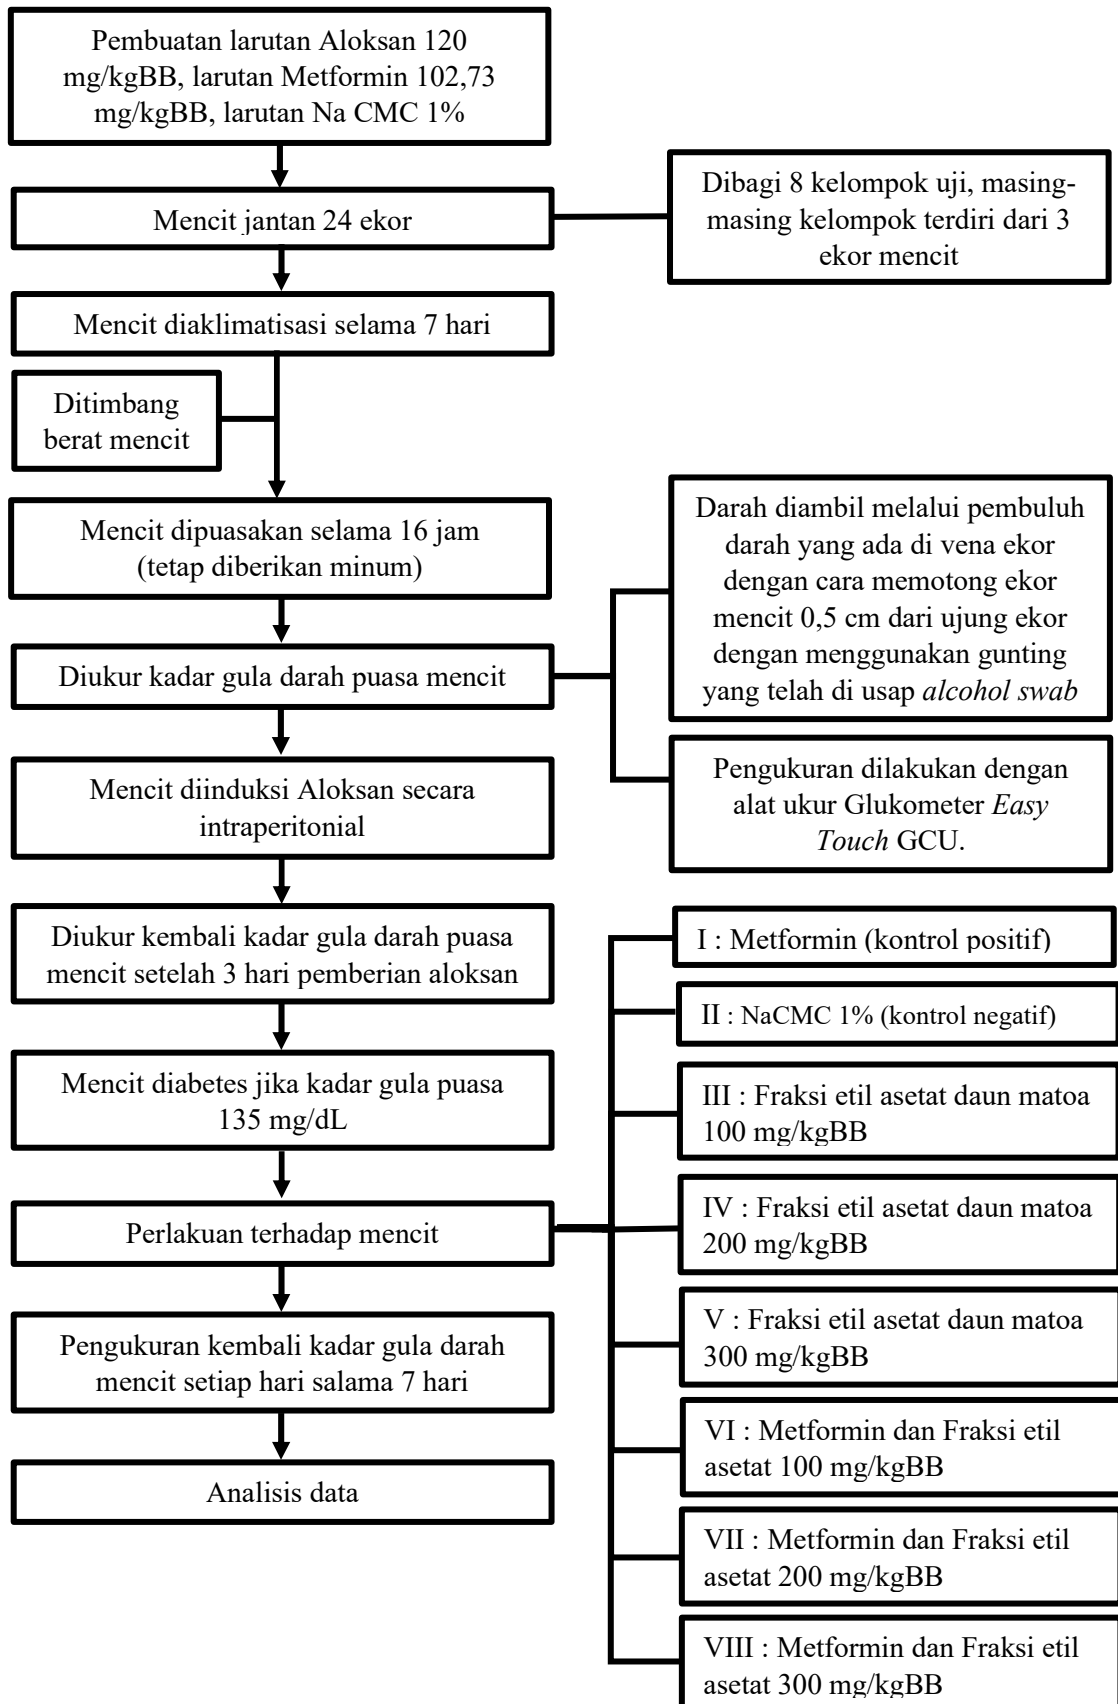 Pembuatan larutan Aloksan 120
mg/kgBB, larutan Metformin 102,73
mg/kgBB, larutan Na CMC 1%
Mencit jantan 24 ekor
Dibagi 8 kelompok uji, masing-
masing kelompok terdiri dari 3
ekor mencit
Mencit diaklimatisasi selama 7 hari
Ditimbang
berat mencit
Mencit dipuasakan selama 16 jam
(tetap diberikan minum)
Diukur kadar gula darah puasa mencit
Darah diambil melalui pembuluh
darah yang ada di vena ekor
dengan cara memotong ekor
mencit 0,5 cm dari ujung ekor
dengan menggunakan gunting
yang telah di usap alcohol swab
Pengukuran dilakukan dengan
alat ukur Glukometer Easy
Touch GCU.
Mencit diinduksi Aloksan secara
intraperitonial
Diukur kembali kadar gula darah puasa
mencit setelah 3 hari pemberian aloksan
Mencit diabetes jika kadar gula puasa
135 mg/dL
Perlakuan terhadap mencit
I : Metformin (kontrol positif)
II : NaCMC 1% (kontrol negatif)
III : Fraksi etil asetat daun matoa
100 mg/kgBB
IV : Fraksi etil asetat daun matoa
200 mg/kgBB
V : Fraksi etil asetat daun matoa
300 mg/kgBB
VI : Metformin dan Fraksi etil
asetat 100 mg/kgBB
VII : Metformin dan Fraksi etil
asetat 200 mg/kgBB
VIII : Metformin dan Fraksi etil
asetat 300 mg/kgBB
Pengukuran kembali kadar gula darah
mencit setiap hari salama 7 hari
Analisis data